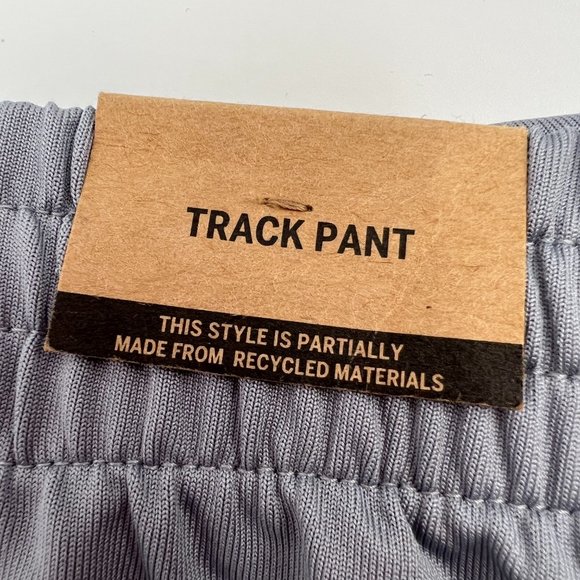 TRACK PANT
THIS STYLE IS PARTIALLY
MADE FROM RECYCLED MATERIALS